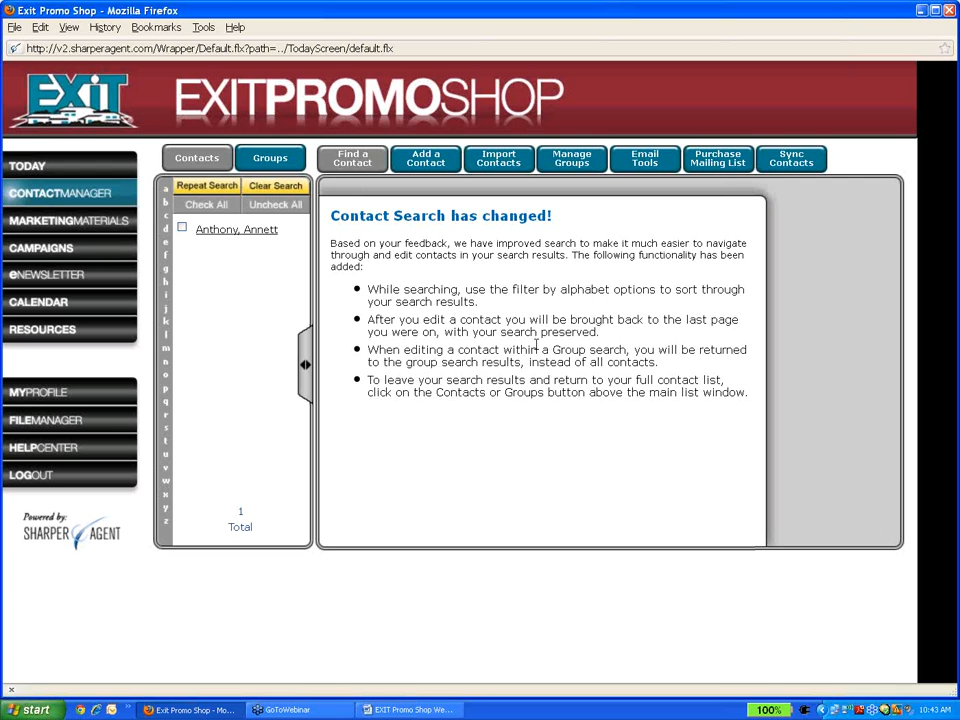 Exit Promo Shop - Mozilla Firefox
File Edit View History Bookmarks Tools Help
http://v2.sharperagent.com/Wrapper/Default.flx?path=../TodayScreen/default.flx
EXIT EXITPROMOSHOP
TODAY
CONTACTMANAGER
MARKETINGMATERIALS
CAMPAIGNS
eNEWSLETTER
CALENDAR
RESOURCES
MYPROFILE
FILEMANAGER
HELPCENTER
LOGOUT
Powered by:
SHARPER AGENT
Contacts Groups
Find a Contact
Add a Contact
Import Contacts
Manage Groups
Email Tools
Purchase Mailing List
Sync Contacts
Repeat Search Clear Search
Check All Uncheck All
a
b
c
d
e
f
g
h
i
j
k
l
m
n
o
p
q
r
s
t
u
v
w
x
y
z
Anthony, Annett
1
Total
Contact Search has changed!
Based on your feedback, we have improved search to make it much easier to navigate
through and edit contacts in your search results. The following functionality has been
added:
While searching, use the filter by alphabet options to sort through
your search results.
After you edit a contact you will be brought back to the last page
you were on, with your search preserved.
When editing a contact within a Group search, you will be returned
to the group search results, instead of all contacts.
To leave your search results and return to your full contact list,
click on the Contacts or Groups button above the main list window.
start Exit Promo Shop - Mo... GoToWebinar EXIT Promo Shop We... 100% 10:43 AM